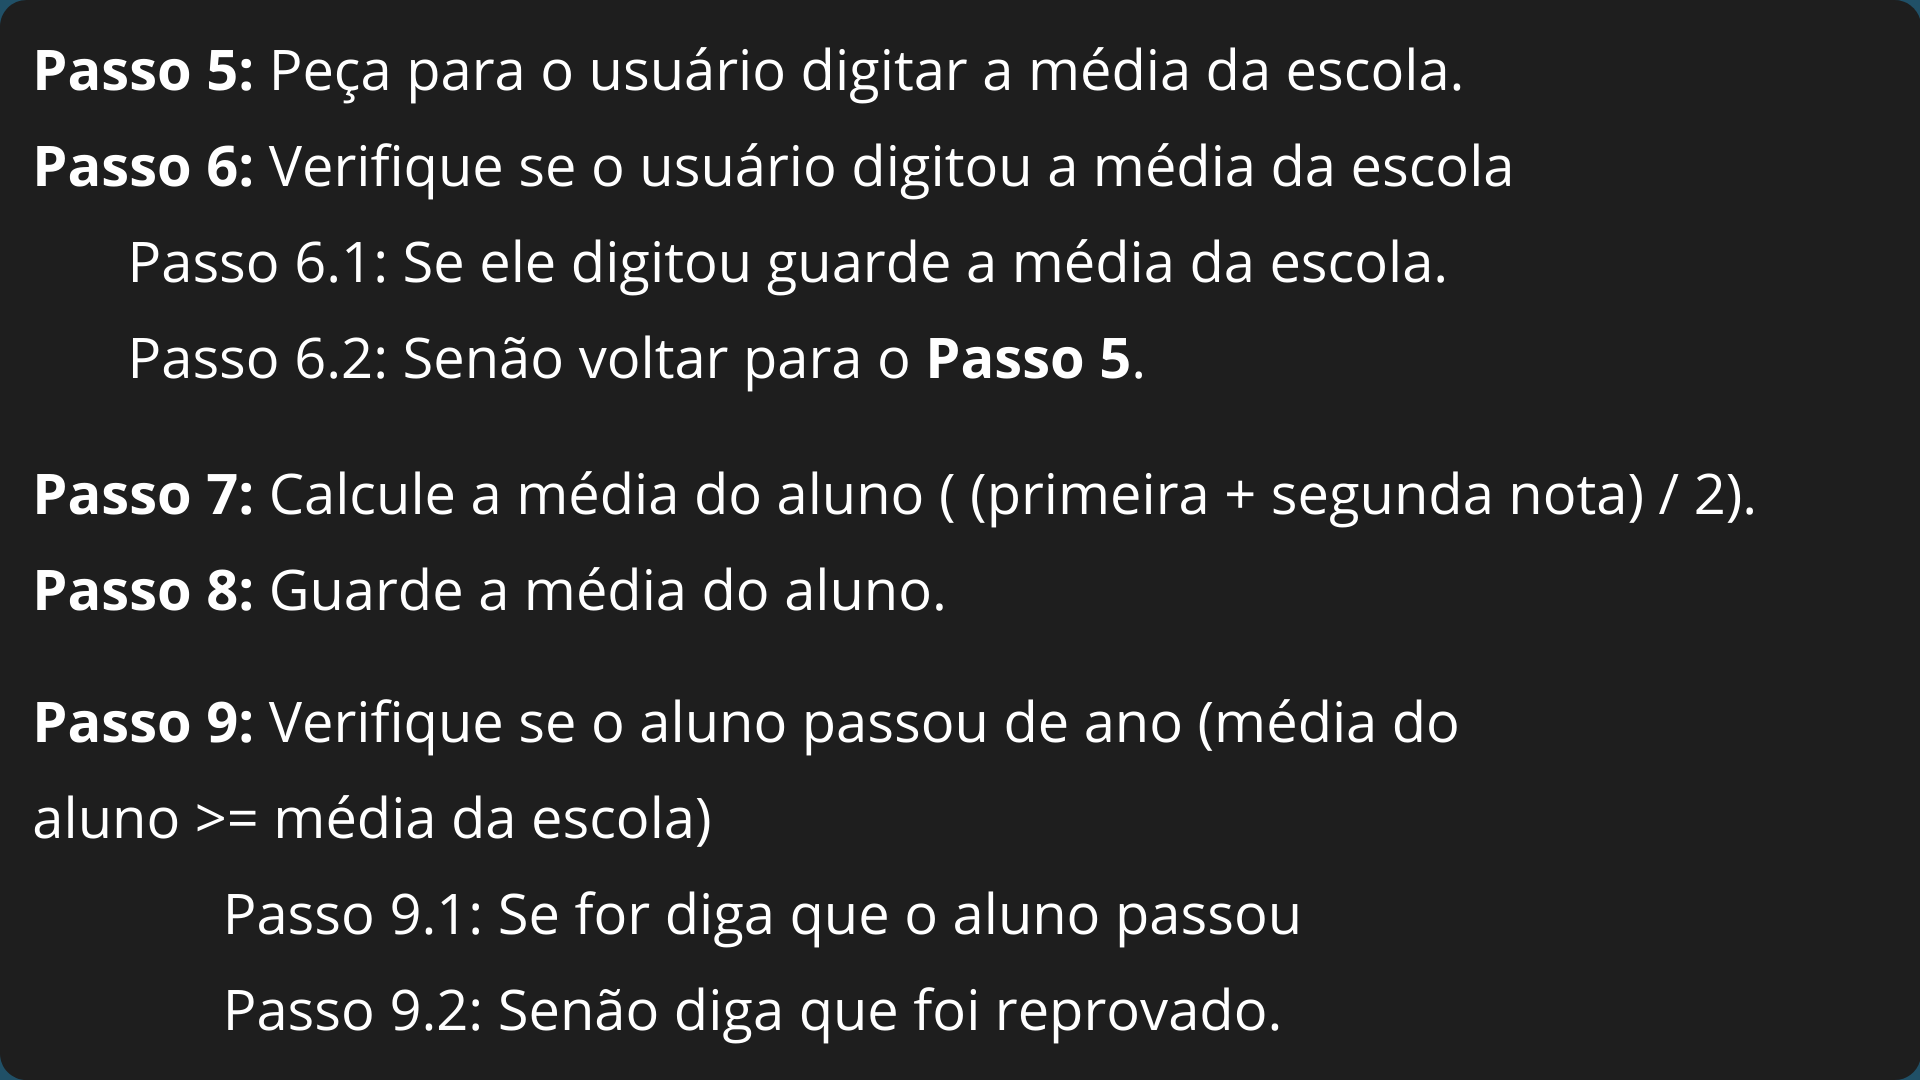 Passo 5: Peça para o usuário digitar a média da escola.
Passo 6: Verifique se o usuário digitou a média da escola
Passo 6.1: Se ele digitou guarde a média da escola.
Passo 6.2: Senão voltar para o Passo 5.
Passo 7: Calcule a média do aluno ( (primeira + segunda nota) / 2).
Passo 8: Guarde a média do aluno.
Passo 9: Verifique se o aluno passou de ano (média do
aluno >= média da escola)
Passo 9.1: Se for diga que o aluno passou
Passo 9.2: Senão diga que foi reprovado.